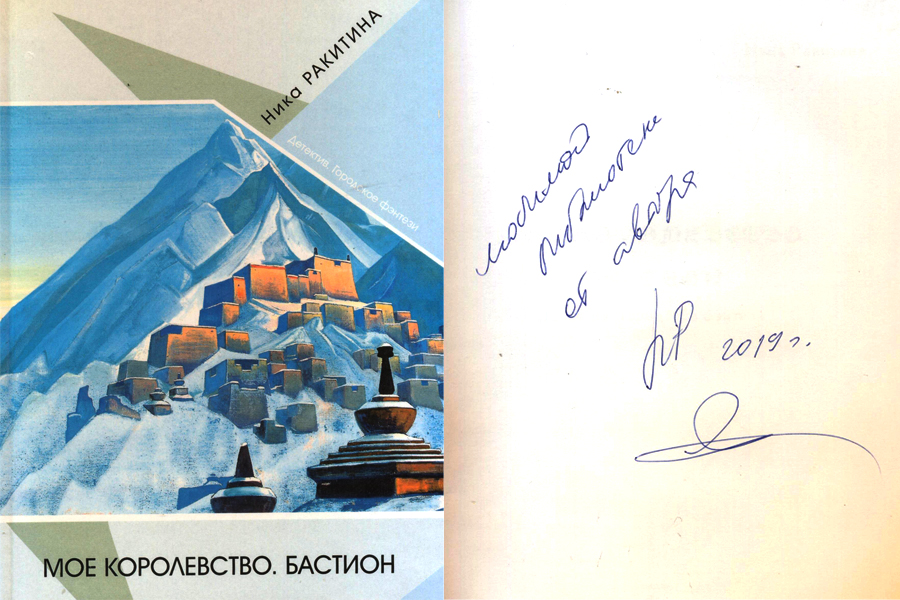 Ника РАКИТИНА
Детектив. Городское фэнтези
МОЕ КОРОЛЕВСТВО. БАСТИОН
любимой
библиотеке
от автора
НР 2019 г.